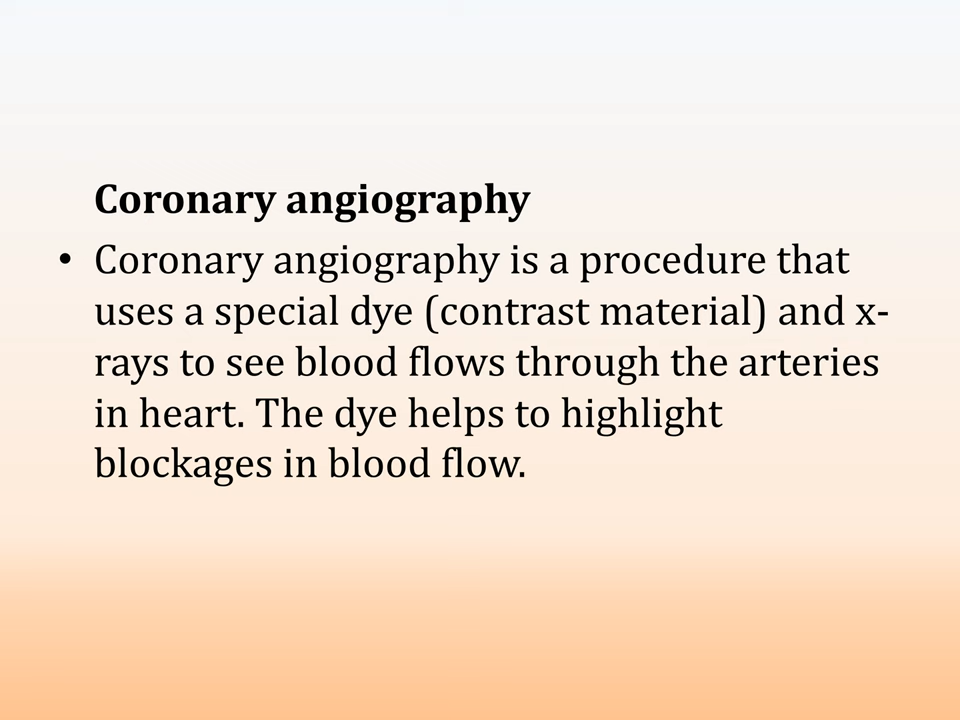 Coronary angiography
• Coronary angiography is a procedure that
uses a special dye (contrast material) and x-
rays to see blood flows through the arteries
in heart. The dye helps to highlight
blockages in blood flow.